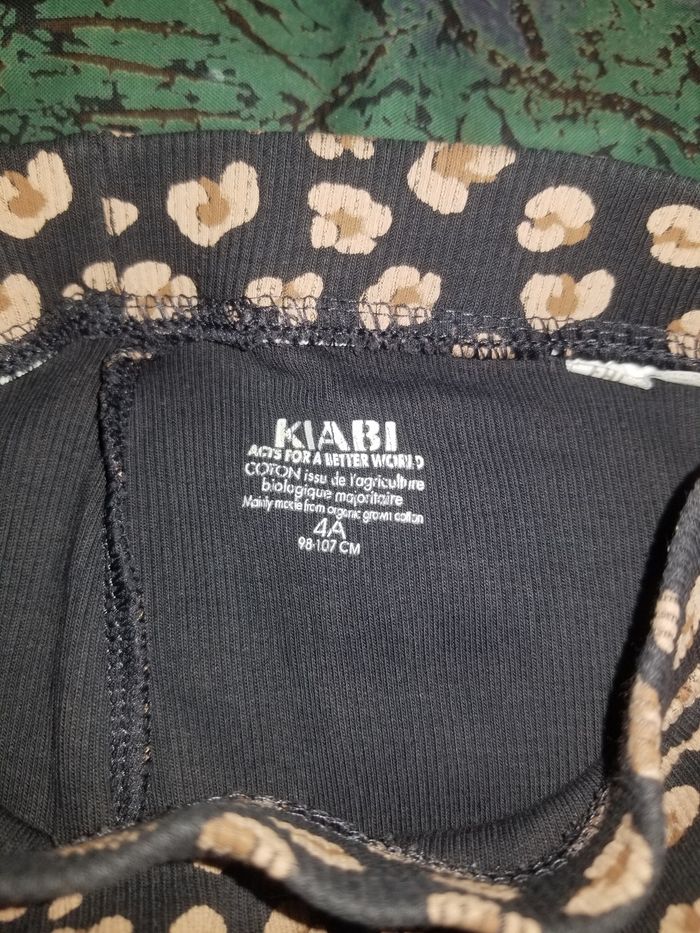 KIABI
ACTS FOR A BETTER WORLD
COTON issu de l'agriculture
biologique majoritaire
Mainly made from organic grown cotton
4A
98-107 CM